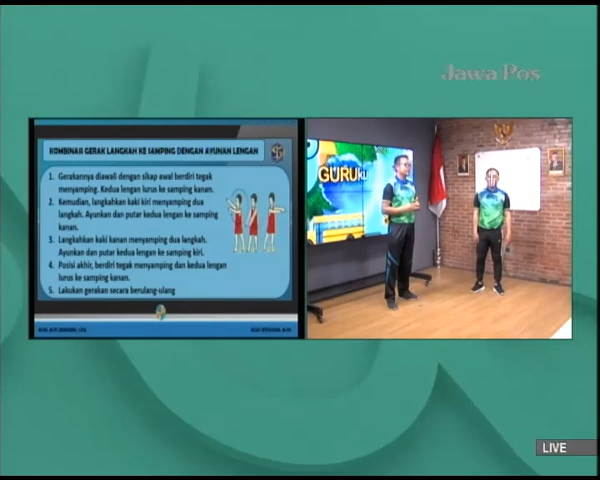 Jawa Pos
KOMBINASI GERAK LANGKAH KE SAMPING DENGAN AYUNAN LENGAN
1. Gerakannya diawali dengan sikap awal berdiri tegak
menyamping. Kedua lengan lurus ke samping kanan.
2. Kemudian, langkahkan kaki kiri menyamping dua
langkah. Ayunkan dan putar kedua lengan ke samping
kanan.
3. Langkahkan kaki kanan menyamping dua langkah.
Ayunkan dan putar kedua lengan ke samping kiri.
4. Posisi akhir, berdiri tegak menyamping dan kedua lengan
lurus ke samping kanan.
5. Lakukan gerakan secara berulang-ulang
GURUku
LIVE